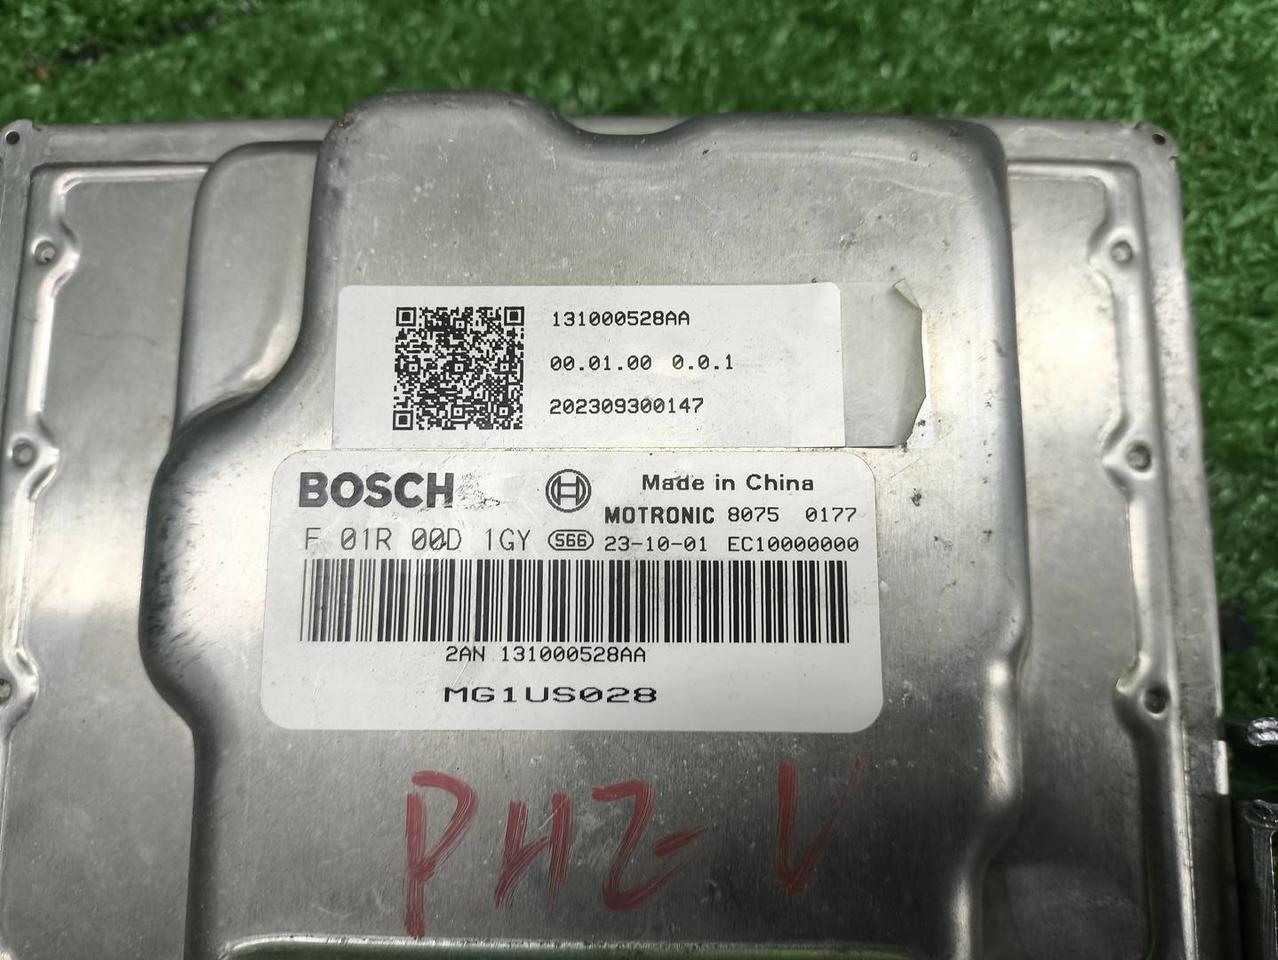 131000528AA
00.01.00 0.0.1
202309300147
BOSCH Made in China
MOTRONIC 8075 0177
F 01R 00D 1GY 566 23-10-01 EC10000000
2AN 131000528AA
MG1US028
PHZ- V